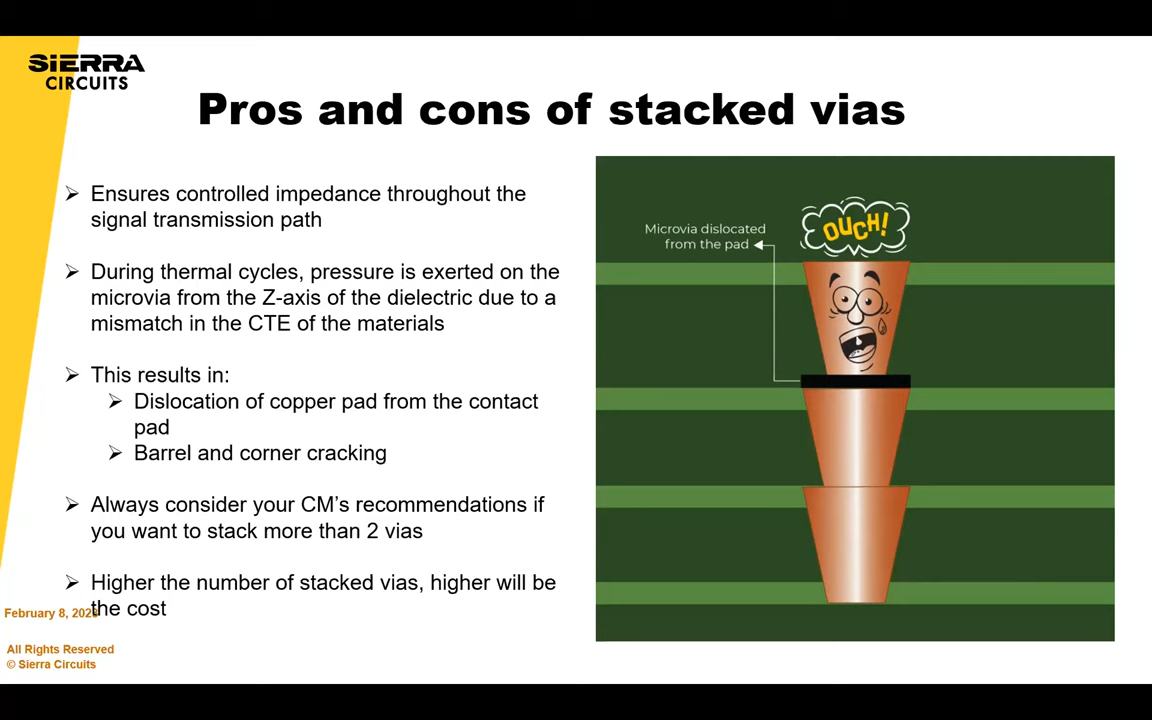 SIERRA
CIRCUITS
Pros and cons of stacked vias
Ensures controlled impedance throughout the
signal transmission path
During thermal cycles, pressure is exerted on the
microvia from the Z-axis of the dielectric due to a
mismatch in the CTE of the materials
This results in:
Dislocation of copper pad from the contact
pad
Barrel and corner cracking
Always consider your CM's recommendations if
you want to stack more than 2 vias
Higher the number of stacked vias, higher will be
the cost
Microvia dislocated
from the pad
OUCH!
February 8,
All Rights Reserved
© Sierra Circuits